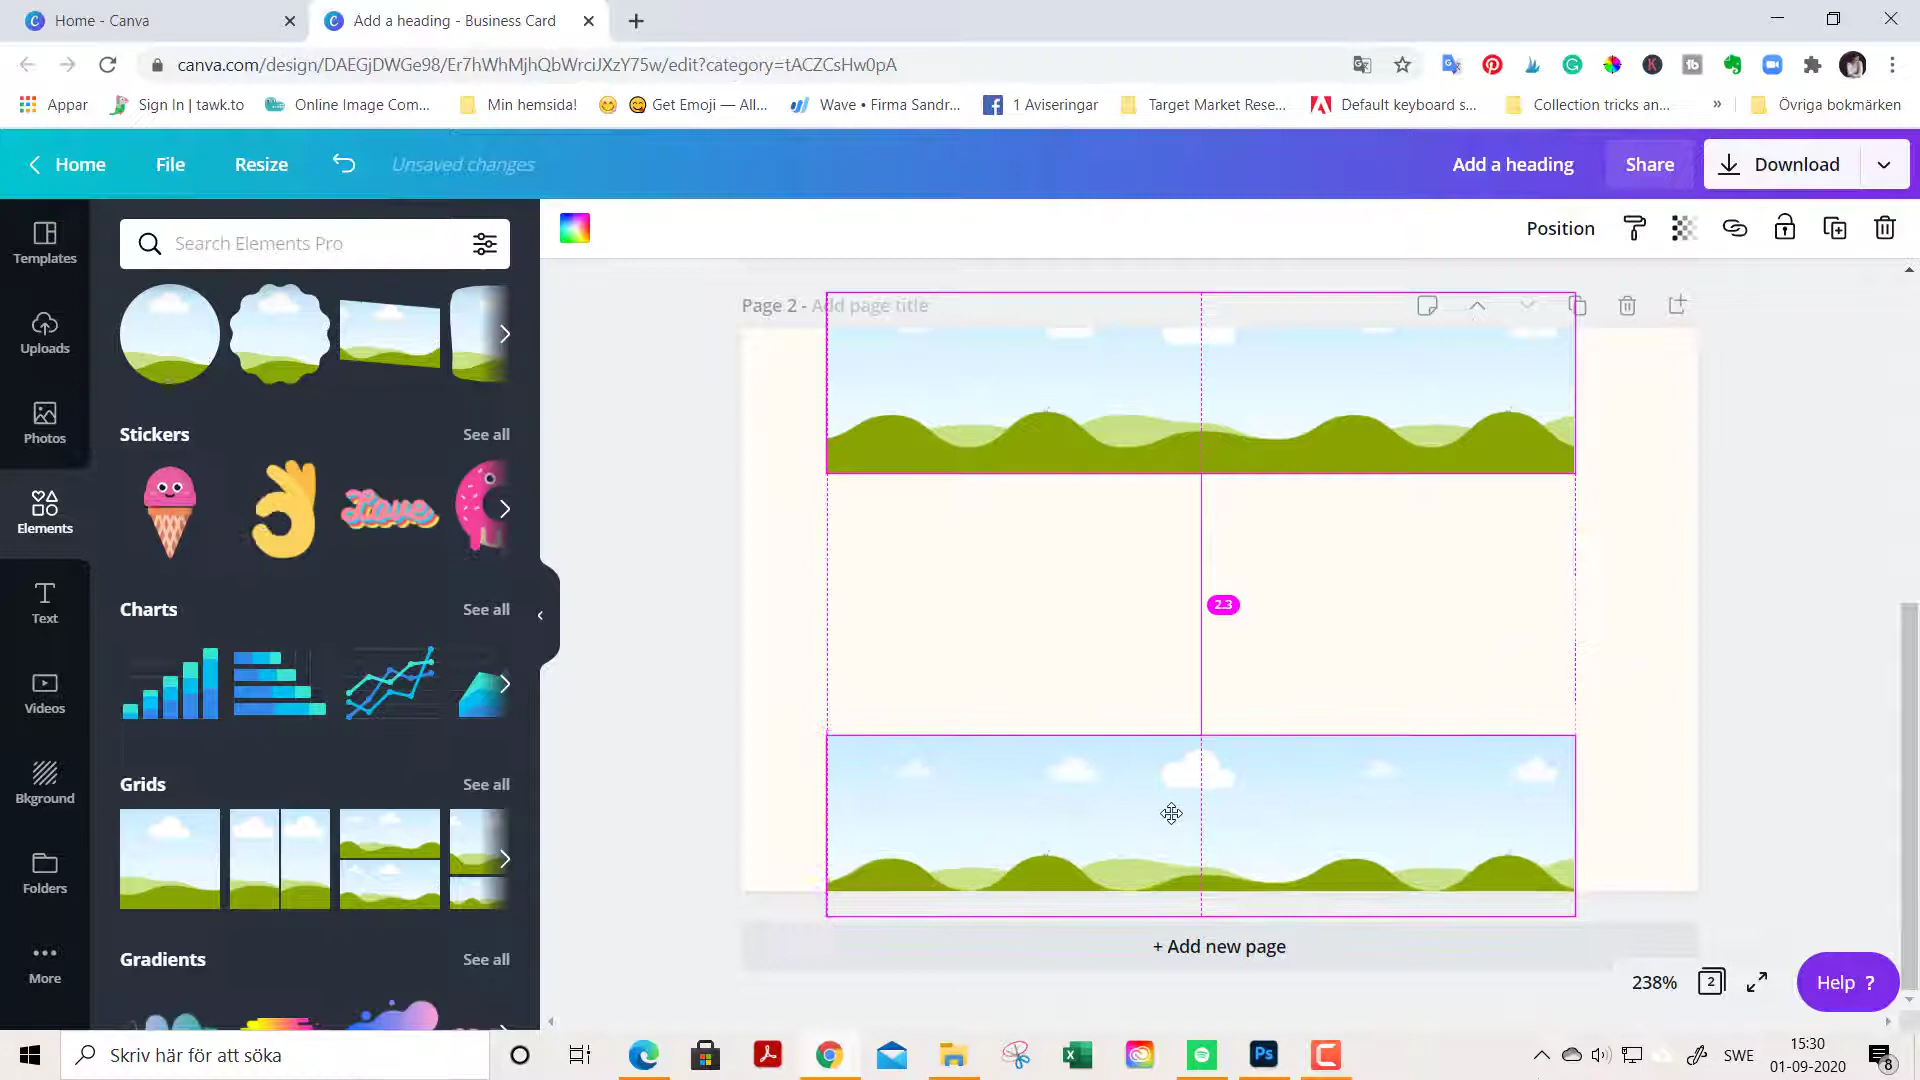 Home - Canva
Add a heading - Business Card
canva.com/design/DAEGjDWGe98/Er7hWhMjhQbWrciJXzY75w/edit?category=tACZCsHw0pA
Appar
Sign In | tawk.to
Online Image Com...
Min hemsida!
Get Emoji — All...
Wave • Firma Sandr...
1 Aviseringar
Target Market Rese...
Default keyboard s...
Collection tricks an...
»
Övriga bokmärken
Home
File
Resize
Unsaved changes
Add a heading
Share
Download
Templates
Uploads
Photos
Elements
Text
Videos
Bkground
Folders
More
Search Elements Pro
Stickers
See all
Love
Charts
See all
Grids
See all
Gradients
See all
Position
Page 2 - Add page title
2.3
+ Add new page
238%
2
Help ?
Skriv här för att söka
SWE
15:30
01-09-2020
8